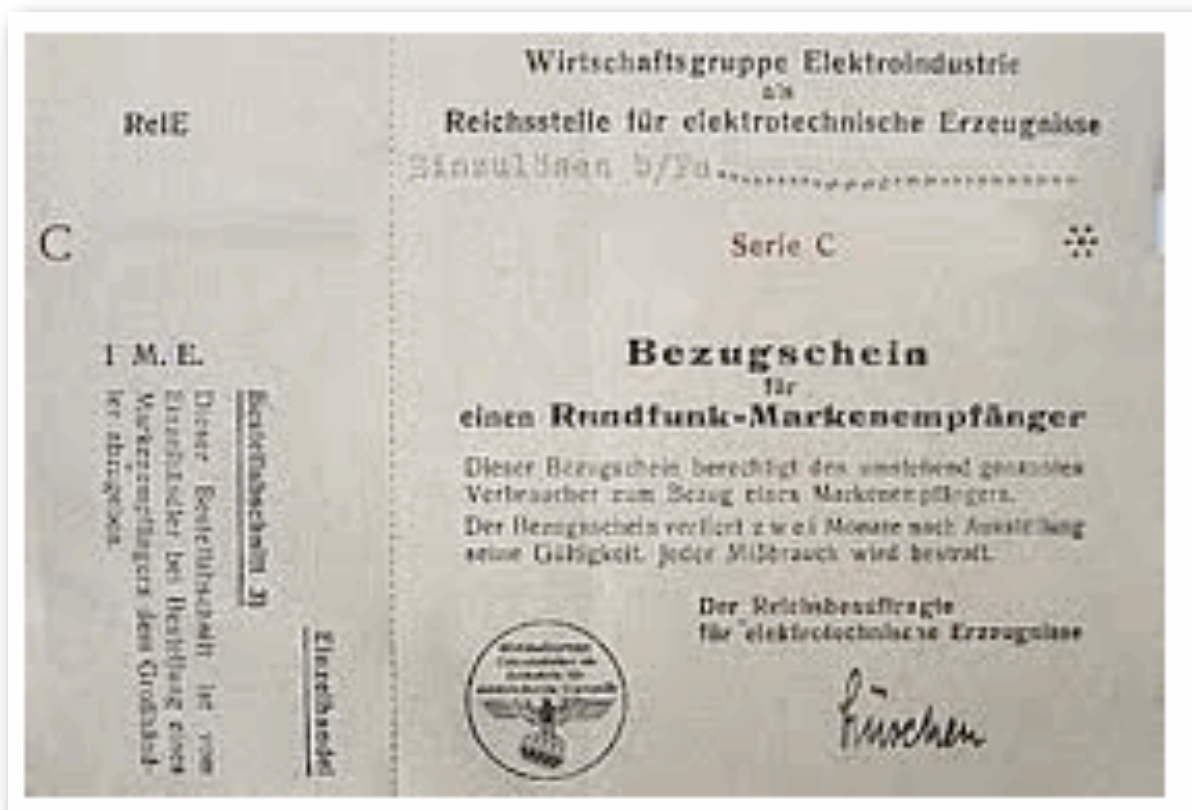 RelE
C
1 M. E.
Bestellabschnitt B
Dieser Bestellabschnitt ist vom
Einzelhändler bei Bestellung eines
Markenempfängers dem Großhänd-
ler abzugeben.
Einzelhandel
Wirtschaftsgruppe Elektroindustrie
als
Reichsstelle für elektrotechnische Erzeugnisse
Einzulösen b/Fa.
Serie C
Bezugschein
für
einen Rundfunk-Markenempfänger
Dieser Bezugschein berechtigt den umstehend genannten
Verbraucher zum Bezug eines Markenempfängers.
Der Bezugschein verliert zwei Monate nach Ausstellung
seine Gültigkeit. Jeder Mißbrauch wird bestraft.
Der Reichsbeauftragte
für elektrotechnische Erzeugnisse
Lüschen